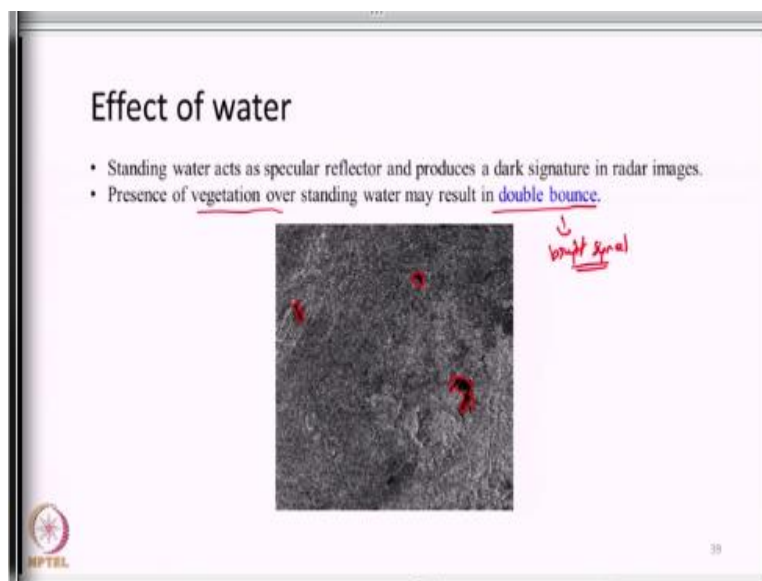 Effect of water
• Standing water acts as specular reflector and produces a dark signature in radar images.
• Presence of vegetation over standing water may result in double bounce.
bright signal
NPTEL
39